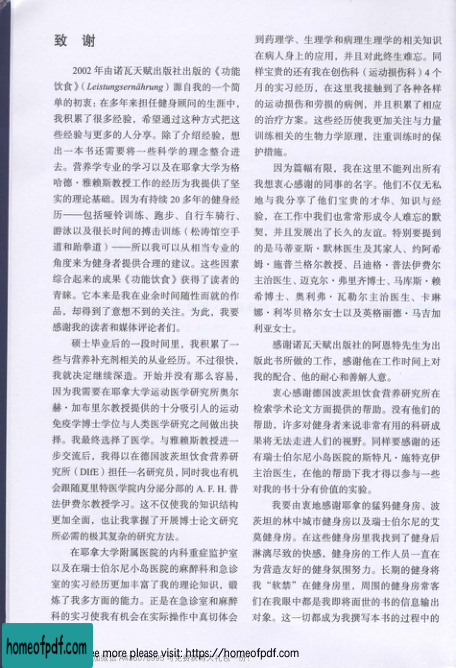 致 谢
2002 年由诺瓦天赋出版社出版的《功能
饮食》(Leistungsernährung) 源自我的一个简
单的初衷：在多年来担任健身顾问的生涯中，
我积累了很多经验，希望通过这种方式把这
些经验与更多的人分享。除了介绍经验，想
出一本书还需要将一些科学的理念整合进
去。营养学专业的学习以及在耶拿大学为格
哈德·雅赖斯教授工作的经历为我提供了坚
实的理论基础。因为有持续 20 多年的健身经
历——包括哑铃训练、跑步、自行车骑行、
游泳以及很长时间的搏击训练（松涛馆空手
道和跆拳道）——所以我可以从相当专业的
角度来为健身者提供合理的建议。这些因素
综合起来的成果《功能饮食》获得了读者的
青睐。它本来是我在业余时间随性而就的作
品，却得到了意想不到的关注。为此，我要
感谢我的读者和媒体评论者们。
硕士毕业后的一段时间里，我积累了一
些与营养补充剂相关的从业经历。不过很快，
我就决定继续深造。开始并没有那么容易，
因为我需要在耶拿大学运动医学研究所奥尔
赫·加布里尔教授提供的十分吸引人的运动
免疫学博士学位与人类医学研究之间做出抉
择。我最终选择了医学。与雅赖斯教授进一
步交流后，我得以在德国波茨坦饮食营养研
究所（DIfE）担任一名研究员，同时我也有机
会跟随夏里特医学院内分泌分部的 A. F. H. 普
法伊费尔教授学习。这不仅使我的知识结构
更加全面，也让我掌握了开展博士论文研究
所必需的极其复杂的研究方法。
在耶拿大学附属医院的内科重症监护室
以及在瑞士伯尔尼小岛医院的麻醉科和急诊
室的实习经历更加丰富了我的理论知识，锻
炼了我多方面的能力。正是在急诊室和麻醉
科的实习使我有机会在实际操作中真切体会
到药理学、生理学和病理生理学的相关知识
在病人身上的应用，并且对此终生难忘。同
样宝贵的还有我在创伤科（运动损伤科）4 个
月的实习经历，在这里我接触到了各种各样
的运动损伤和劳损的病例，并且积累了相应
的治疗方案。这些经历使我更加关注与力量
训练相关的生物力学原理，注重训练时的保
护措施。
因为篇幅有限，我在这里不能列出所有
我想衷心感谢的同事的名字。他们不仅无私
地与我分享了他们宝贵的才华、知识与经
验，在工作中我们也常常形成令人难忘的默
契，并且发展出了长久的友谊。特别要提到
的是马蒂亚斯·默林医生及其家人、约阿希
姆·施普兰格尔教授、吕迪格·普法伊费尔
主治医生、迈克尔·弗里齐博士、马库斯·赖
希博士、奥利弗·瓦勒尔主治医生、卡琳
娜·利岑贝格尔女士以及英格丽德·马吉加
利亚女士。
感谢诺瓦天赋出版社的阿恩特先生为出
版此书所做的工作，感谢他在工作时间上对
我的配合、他的耐心和善解人意。
衷心感谢德国波茨坦饮食营养研究所在
检索学术论文方面提供的帮助。没有他们的
帮助，许多对健身者来说非常有用的科研成
果将无法走进人们的视野。同样要感谢的还
有瑞士伯尔尼小岛医院的斯特凡·施特克伊
主治医生，在他的帮助下我才得以参与一些
对我的书十分有价值的实验。
我要由衷地感谢耶拿的猛犸健身房、波
茨坦的林中城市健身房以及瑞士伯尔尼的艾
莫健身房。在这些健身房里我找到了健身后
淋漓尽致的快感，健身房的工作人员一直在
为营造友好的健身氛围努力。长期的健身将
我“软禁”在健身房里，周围的健身房常客
们在我眼中都是我即将面世的书的信息输出
对象。这一切都成为我撰写本书的过程中的
homeofpdf.com
ee more please visit: https://homeofpdf.com